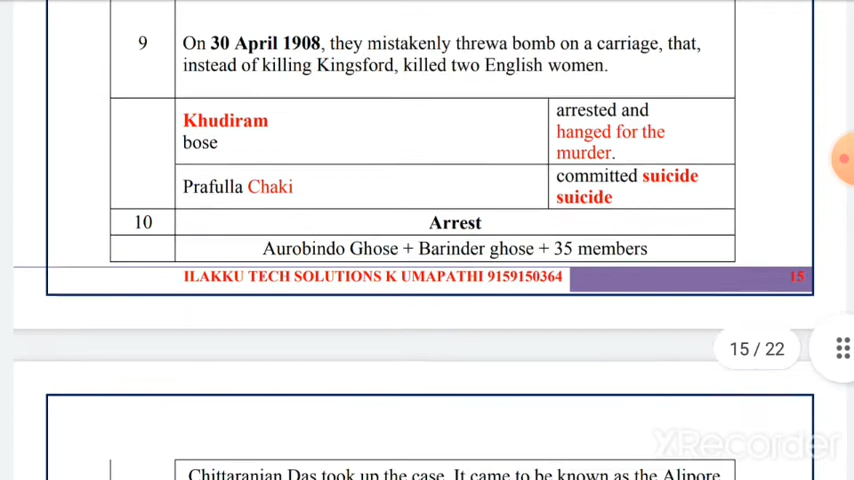 9
On 30 April 1908, they mistakenly threwa bomb on a carriage, that,
instead of killing Kingsford, killed two English women.
Khudiram
bose
arrested and
hanged for the
murder.
Prafulla Chaki
committed suicide
suicide
10
Arrest
Aurobindo Ghose + Barinder ghose + 35 members
ILAKKU TECH SOLUTIONS K UMAPATHI 9159150364
15
15 / 22
XRecorder
Chittaranjan Das took up the case. It came to be known as the Alipore